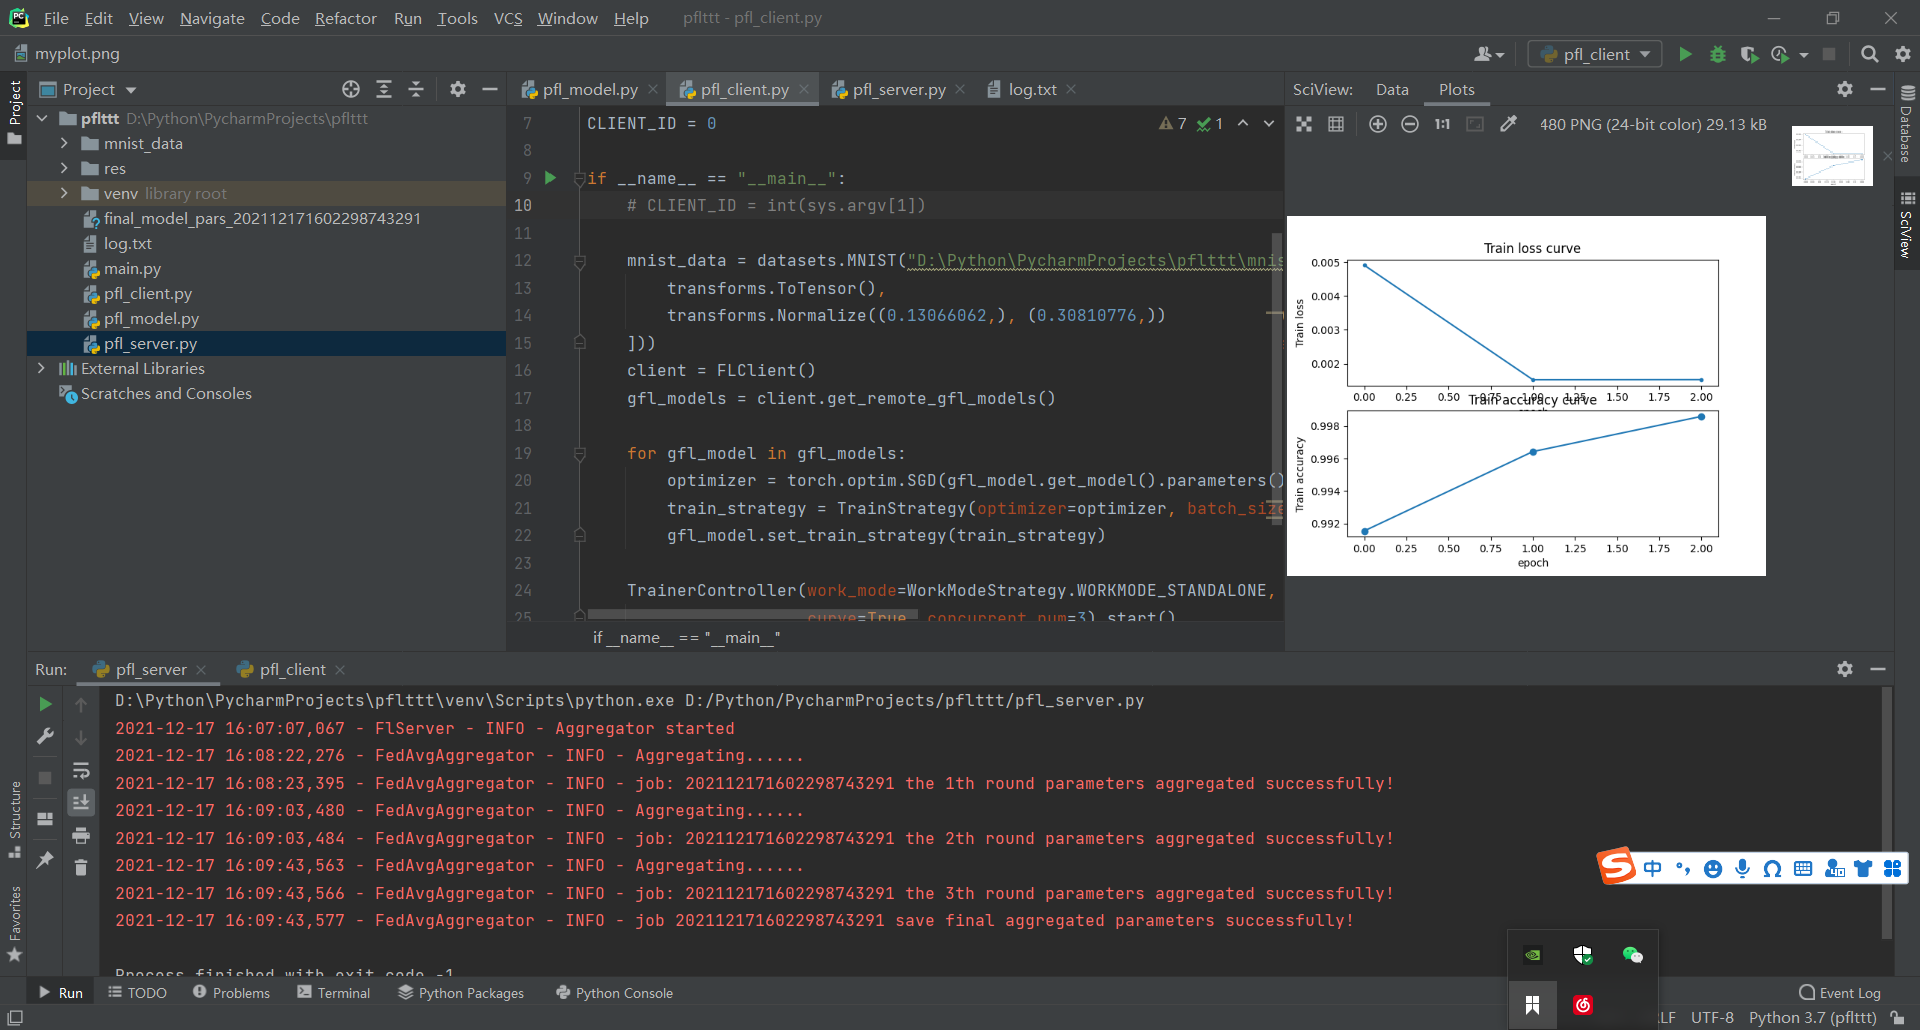 File Edit View Navigate Code Refactor Run Tools VCS Window Help pflttt - pfl_client.py
myplot.png
pfl_client
Project
Project
pflttt D:\Python\PycharmProjects\pflttt
mnist_data
res
venv library root
final_model_pars_202112171602298743291
log.txt
main.py
pfl_client.py
pfl_model.py
pfl_server.py
External Libraries
Scratches and Consoles
pfl_model.py pfl_client.py pfl_server.py log.txt
7 CLIENT_ID = 0
7 1
8
9 if __name__ == "__main__":
10 # CLIENT_ID = int(sys.argv[1])
11
12 mnist_data = datasets.MNIST("D:\Python\PycharmProjects\pflttt\mnis
13 transforms.ToTensor(),
14 transforms.Normalize((0.13066062,), (0.30810776,))
15 ]))
16 client = FLClient()
17 gfl_models = client.get_remote_gfl_models()
18
19 for gfl_model in gfl_models:
20 optimizer = torch.optim.SGD(gfl_model.get_model().parameters()
21 train_strategy = TrainStrategy(optimizer=optimizer, batch_size
22 gfl_model.set_train_strategy(train_strategy)
23
24 TrainerController(work_mode=WorkModeStrategy.WORKMODE_STANDALONE,
25 curve=True, concurrent_num=3).start()
if __name__ == "__main__"
SciView: Data Plots
1:1 480 PNG (24-bit color) 29.13 kB
Train loss curve
Train loss
0.005
0.004
0.003
0.002
0.00 0.25 0.50 0.75 1.00 1.25 1.50 1.75 2.00
epoch
Train accuracy curve
Train accuracy
0.998
0.996
0.994
0.992
0.00 0.25 0.50 0.75 1.00 1.25 1.50 1.75 2.00
epoch
Database
SciView
Run: pfl_server pfl_client
D:\Python\PycharmProjects\pflttt\venv\Scripts\python.exe D:/Python/PycharmProjects/pflttt/pfl_server.py
2021-12-17 16:07:07,067 - FlServer - INFO - Aggregator started
2021-12-17 16:08:22,276 - FedAvgAggregator - INFO - Aggregating......
2021-12-17 16:08:23,395 - FedAvgAggregator - INFO - job: 202112171602298743291 the 1th round parameters aggregated successfully!
2021-12-17 16:09:03,480 - FedAvgAggregator - INFO - Aggregating......
2021-12-17 16:09:03,484 - FedAvgAggregator - INFO - job: 202112171602298743291 the 2th round parameters aggregated successfully!
2021-12-17 16:09:43,563 - FedAvgAggregator - INFO - Aggregating......
2021-12-17 16:09:43,566 - FedAvgAggregator - INFO - job: 202112171602298743291 the 3th round parameters aggregated successfully!
2021-12-17 16:09:43,577 - FedAvgAggregator - INFO - job 202112171602298743291 save final aggregated parameters successfully!
Process finished with exit code -1
Structure
Favorites
中
Run TODO Problems Terminal Python Packages Python Console Event Log
LF UTF-8 Python 3.7 (pflttt)